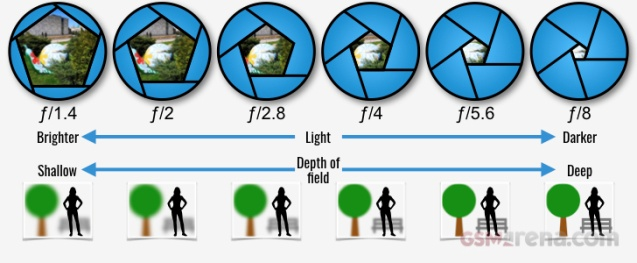 ƒ/1.4 ƒ/2 ƒ/2.8 ƒ/4 ƒ/5.6 ƒ/8
Brighter Light Darker
Shallow Depth of field Deep
GSMArena.com